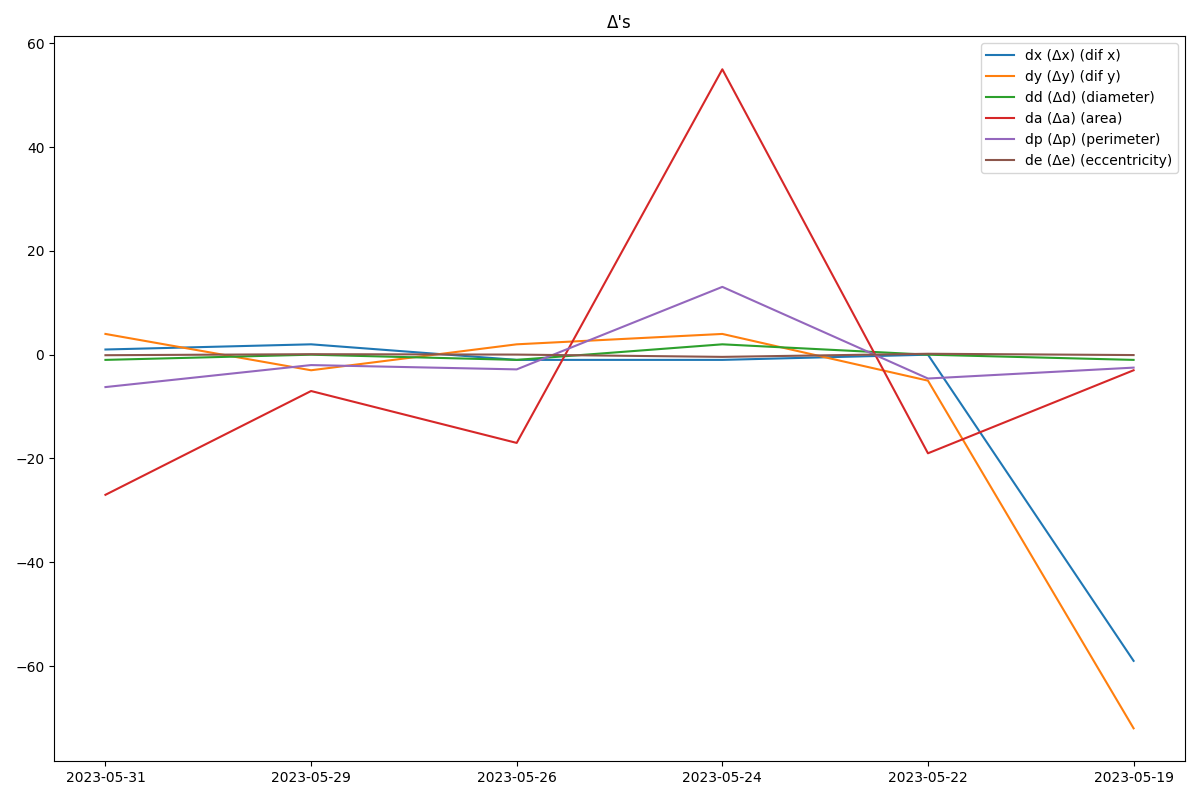 Δ's
dx (Δx) (dif x)
dy (Δy) (dif y)
dd (Δd) (diameter)
da (Δa) (area)
dp (Δp) (perimeter)
de (Δe) (eccentricity)
60
40
20
0
−20
−40
−60
2023-05-31 2023-05-29 2023-05-26 2023-05-24 2023-05-22 2023-05-19